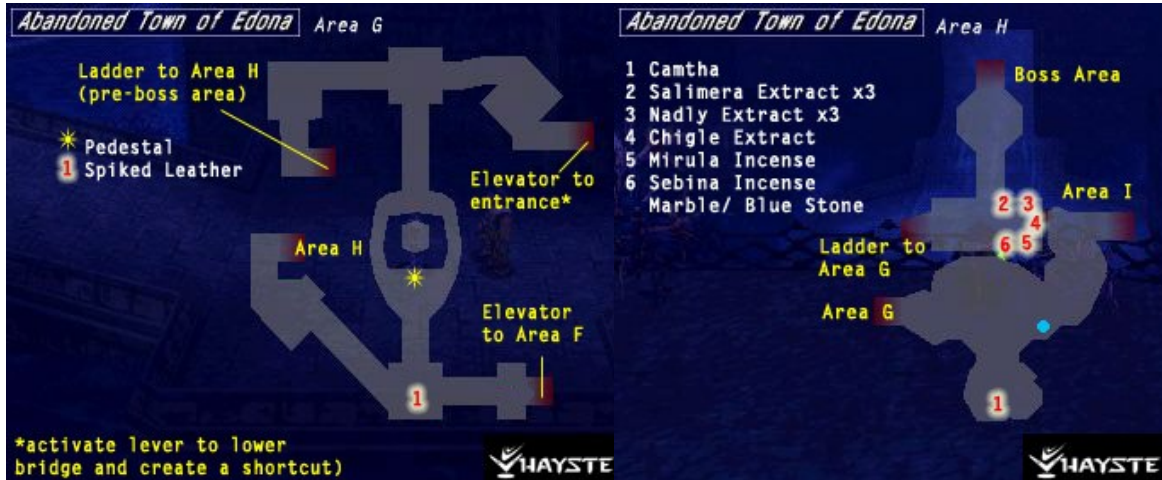 Abandoned Town of Edona Area G
Ladder to Area H
(pre-boss area)
Pedestal
1 Spiked Leather
Elevator to
entrance*
Area H
Elevator
to Area F
1
*activate lever to lower
bridge and create a shortcut)
HAYSTE
Abandoned Town of Edona Area H
1 Camtha
2 Salimera Extract x3
3 Nadly Extract x3
4 Chigle Extract
5 Mirula Incense
6 Sebina Incense
Marble/ Blue Stone
Boss Area
Area I
2 3
4
6 5
Ladder to
Area G
Area G
1
HAYSTE